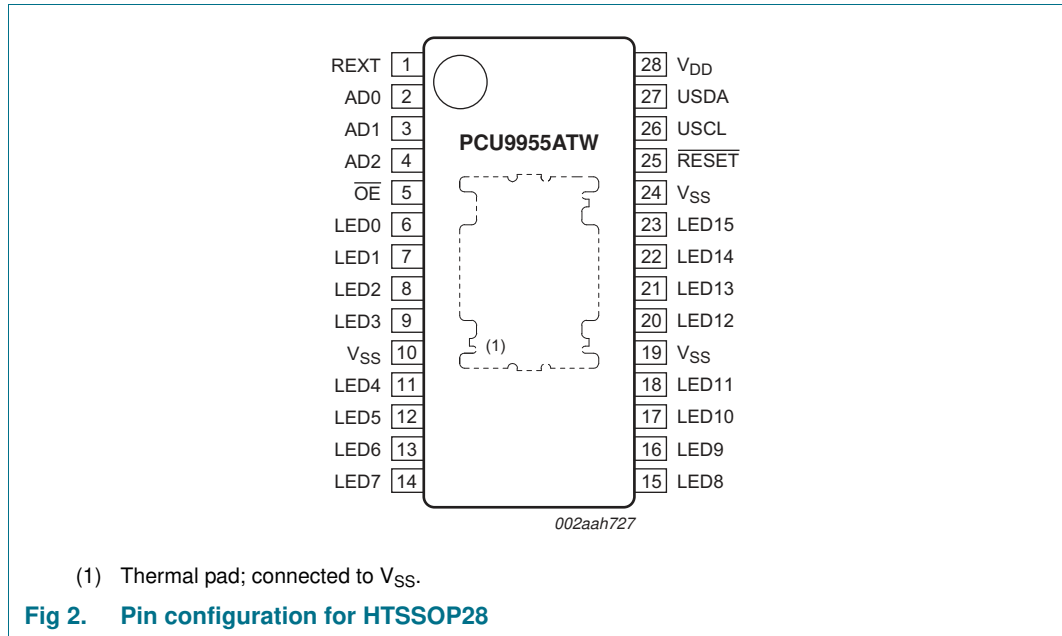 REXT 1
AD0 2
AD1 3
AD2 4
OE 5
LED0 6
LED1 7
LED2 8
LED3 9
VSS 10
LED4 11
LED5 12
LED6 13
LED7 14
PCU9955ATW
(1)
28 VDD
27 USDA
26 USCL
25 RESET
24 VSS
23 LED15
22 LED14
21 LED13
20 LED12
19 VSS
18 LED11
17 LED10
16 LED9
15 LED8
002aah727
(1) Thermal pad; connected to VSS.
Fig 2. Pin configuration for HTSSOP28